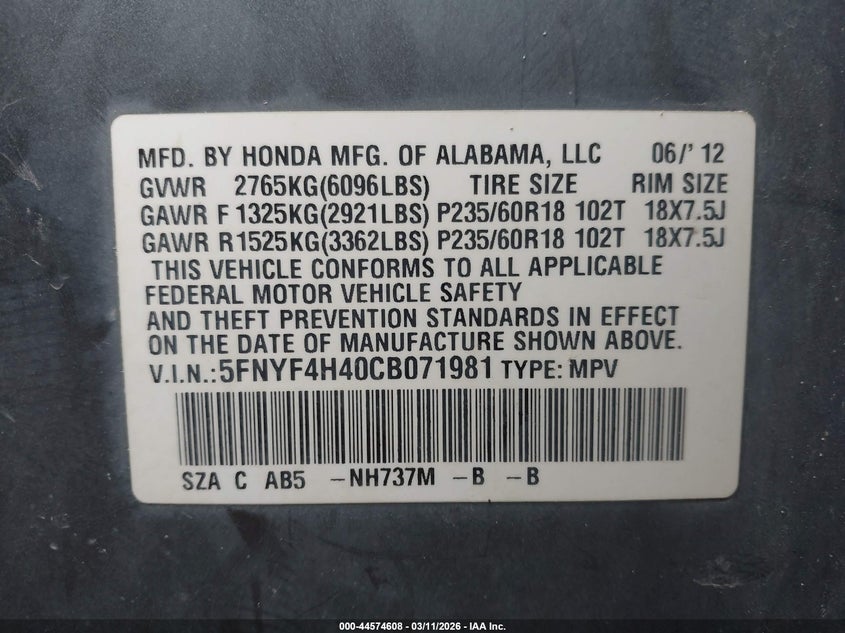 MFD. BY HONDA MFG. OF ALABAMA, LLC 06/' 12
GVWR 2765KG(6096LBS) TIRE SIZE RIM SIZE
GAWR F 1325KG(2921LBS) P235/60R18 102T 18X7.5J
GAWR R1525KG(3362LBS) P235/60R18 102T 18X7.5J
THIS VEHICLE CONFORMS TO ALL APPLICABLE
FEDERAL MOTOR VEHICLE SAFETY
AND THEFT PREVENTION STANDARDS IN EFFECT
ON THE DATE OF MANUFACTURE SHOWN ABOVE.
V.I.N.:5FNYF4H40CB071981 TYPE: MPV
SZA C AB5 -NH737M -B -B
000-44574608 - 03/11/2026 - IAA Inc.